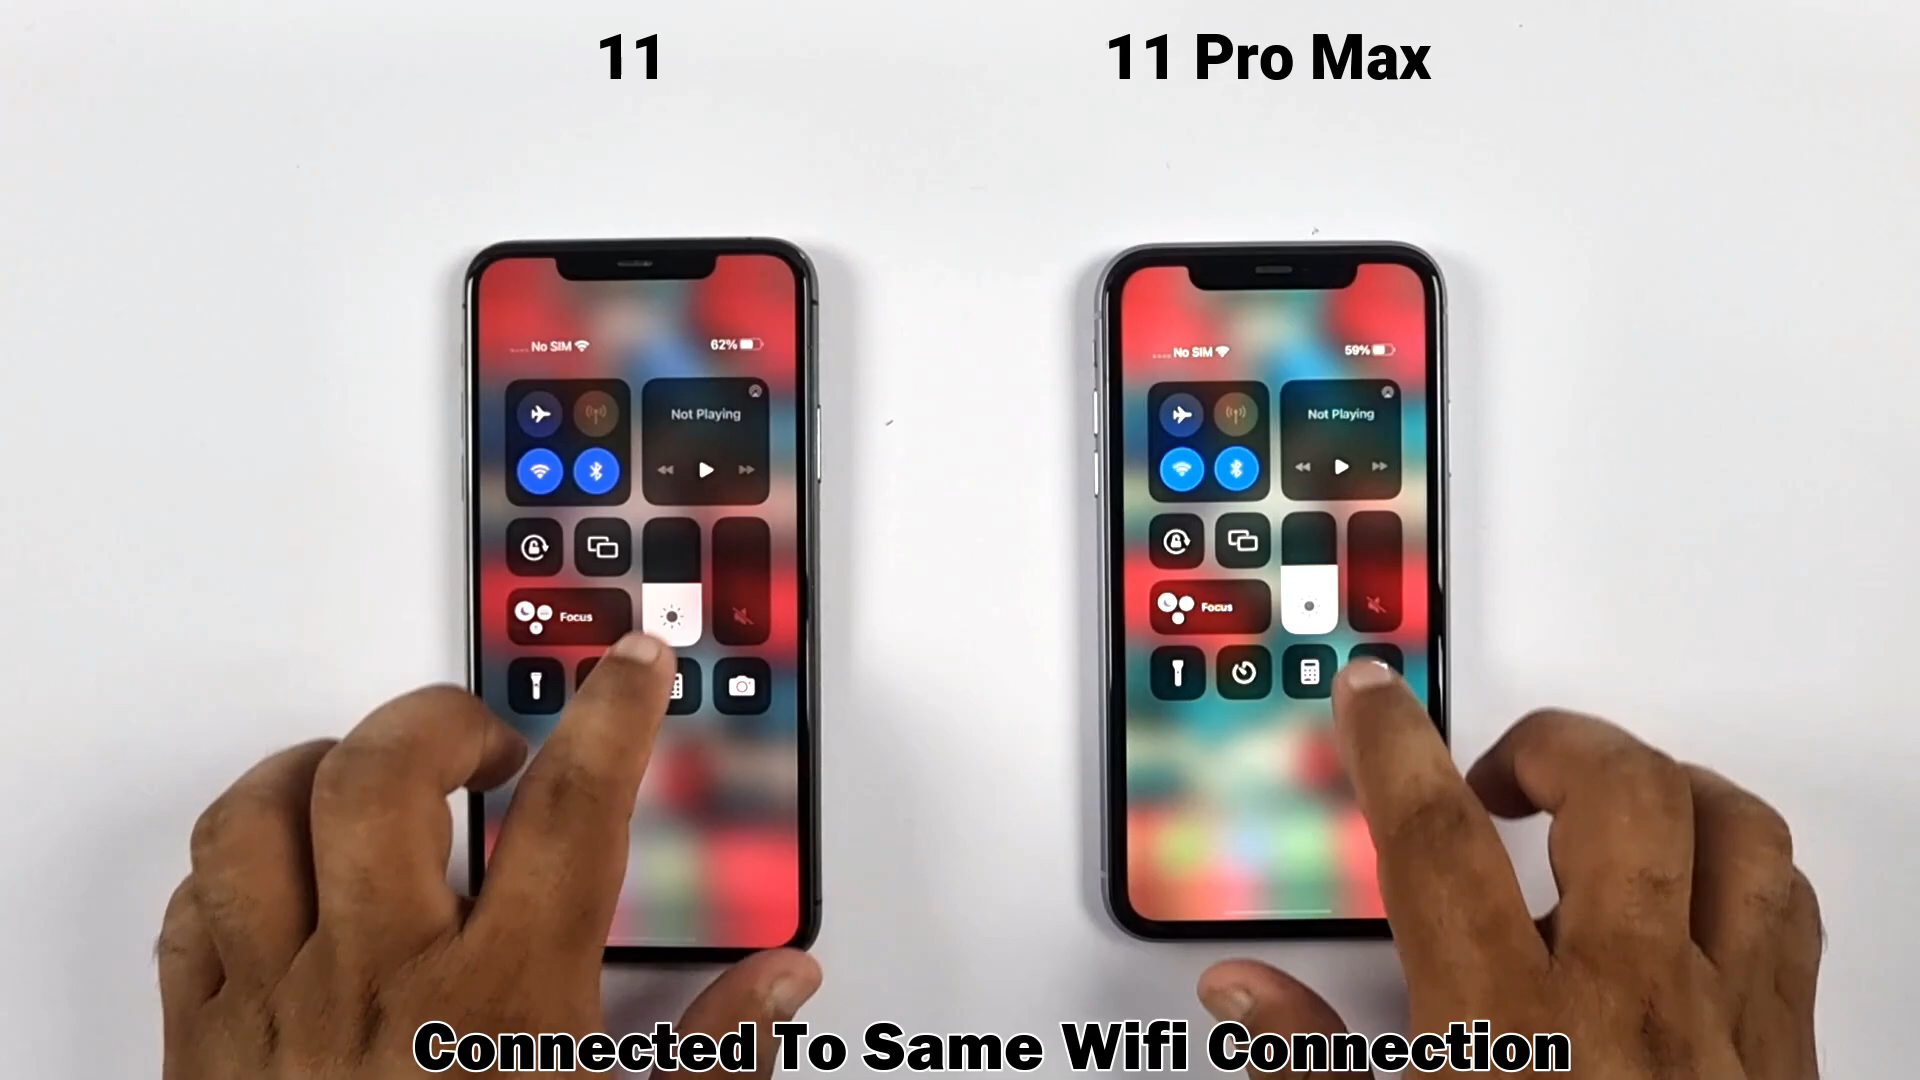 11
11 Pro Max
No SIM
62%
Not Playing
Focus
No SIM
59%
Not Playing
Focus
Connected To Same Wifi Connection